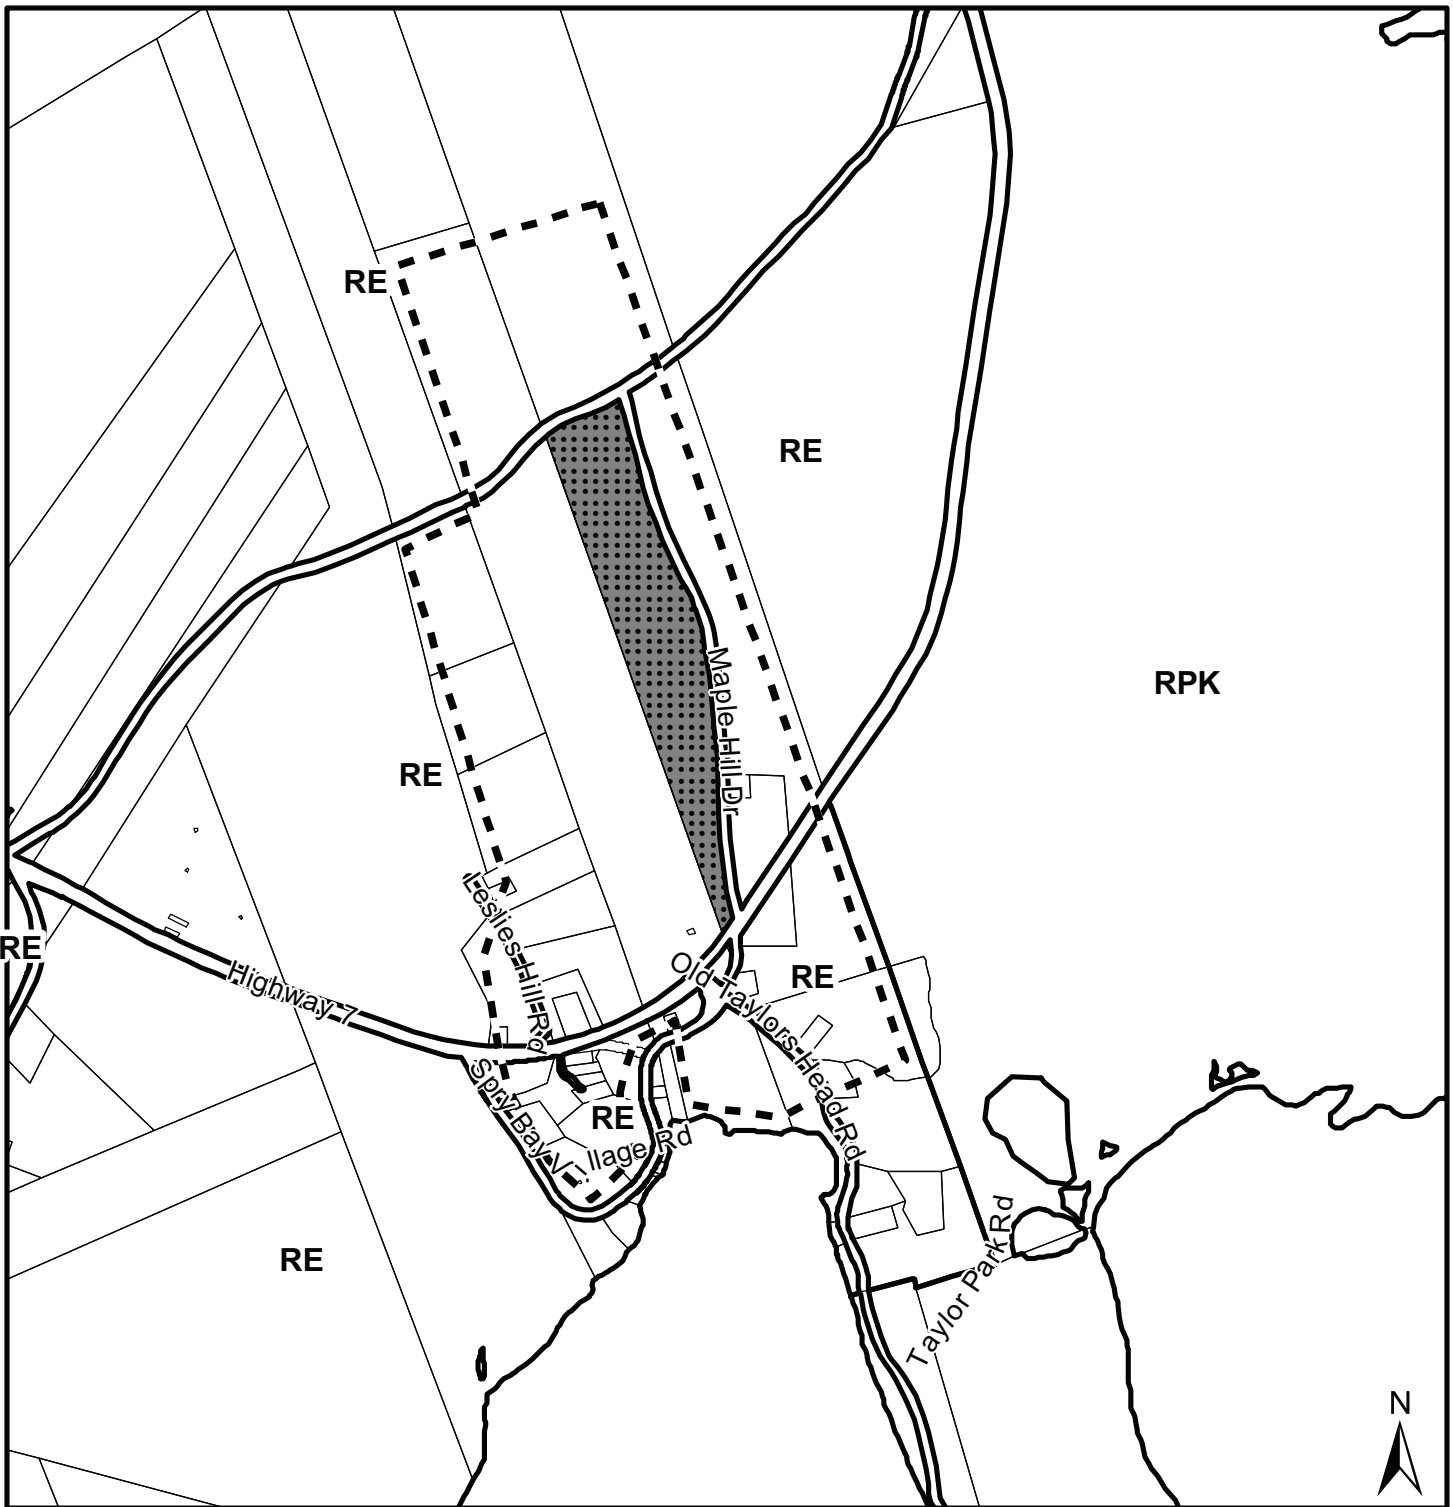 RE
RE
RPK
Maple Hill Dr
RE
Leslies Hill Rd
RE
Highway 7
Old Taylors Head Rd
RE
Spry Bay Village Rd
RE
Taylor Park Rd
RE
N